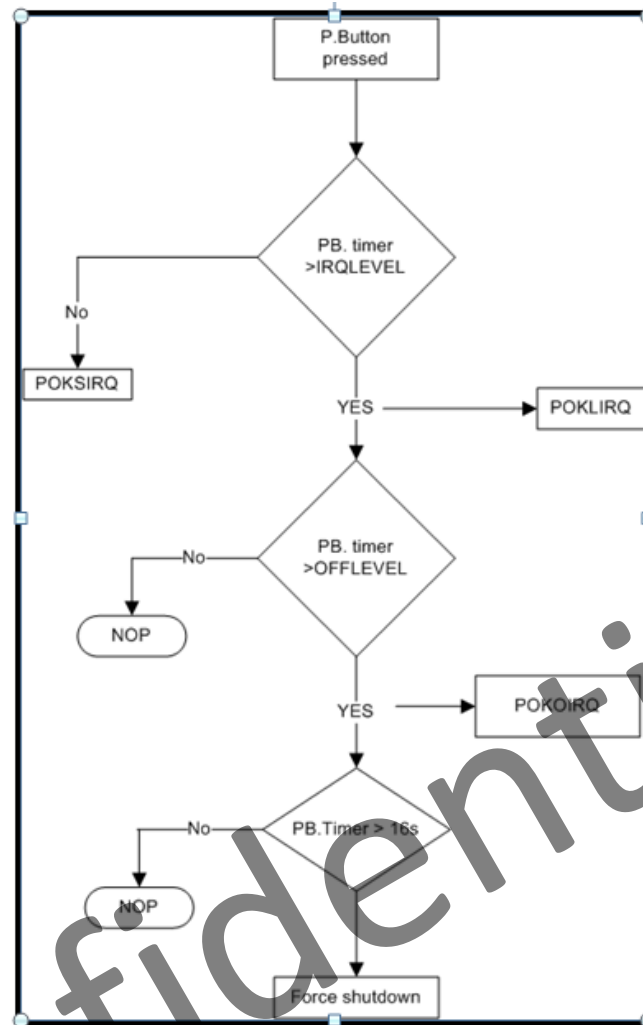 P.Button
pressed
PB. timer
>IRQLEVEL
No
POKSIRQ
YES
POKLIRQ
PB. timer
>OFFLEVEL
No
NOP
YES
POKOIRQ
PB.Timer > 16s
No
NOP
Force shutdown
fidenti